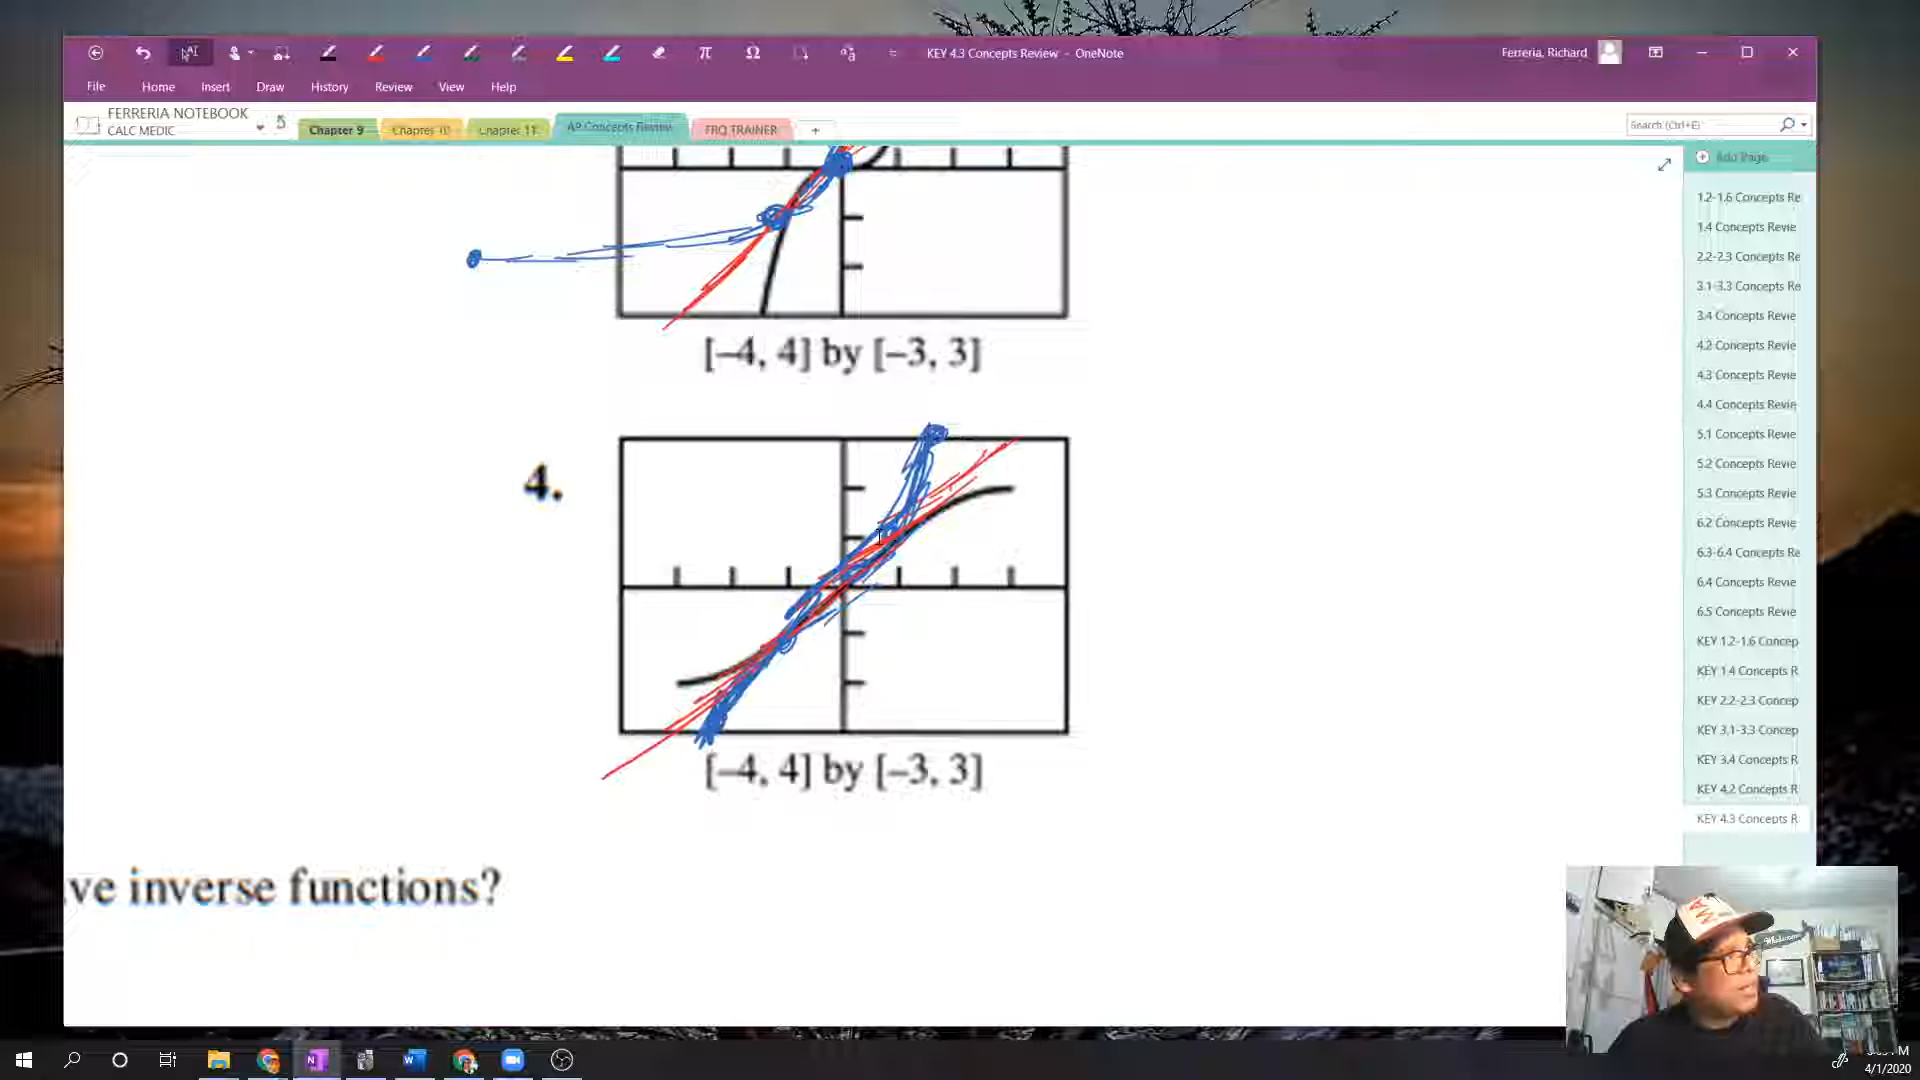 KEY 4.3 Concepts Review - OneNote
Ferreria, Richard
File Home Insert Draw History Review View Help
FERRERIA NOTEBOOK
CALC MEDIC
Chapter 9 Chapter 10 Chapter 11 AP Concepts Review FRQ TRAINER +
Search (Ctrl+E)
Add Page
1.2-1.6 Concepts Re
1.4 Concepts Revie
2.2-2.3 Concepts Re
3.1-3.3 Concepts Re
3.4 Concepts Revie
4.2 Concepts Revie
4.3 Concepts Revie
4.4 Concepts Revie
5.1 Concepts Revie
5.2 Concepts Revie
5.3 Concepts Revie
6.2 Concepts Revie
6.3-6.4 Concepts Re
6.4 Concepts Revie
6.5 Concepts Revie
KEY 1.2-1.6 Concep
KEY 1.4 Concepts R
KEY 2.2-2.3 Concep
KEY 3.1-3.3 Concep
KEY 3.4 Concepts R
KEY 4.2 Concepts R
KEY 4.3 Concepts R
[–4, 4] by [–3, 3]
4.
[–4, 4] by [–3, 3]
ve inverse functions?
4/1/2020